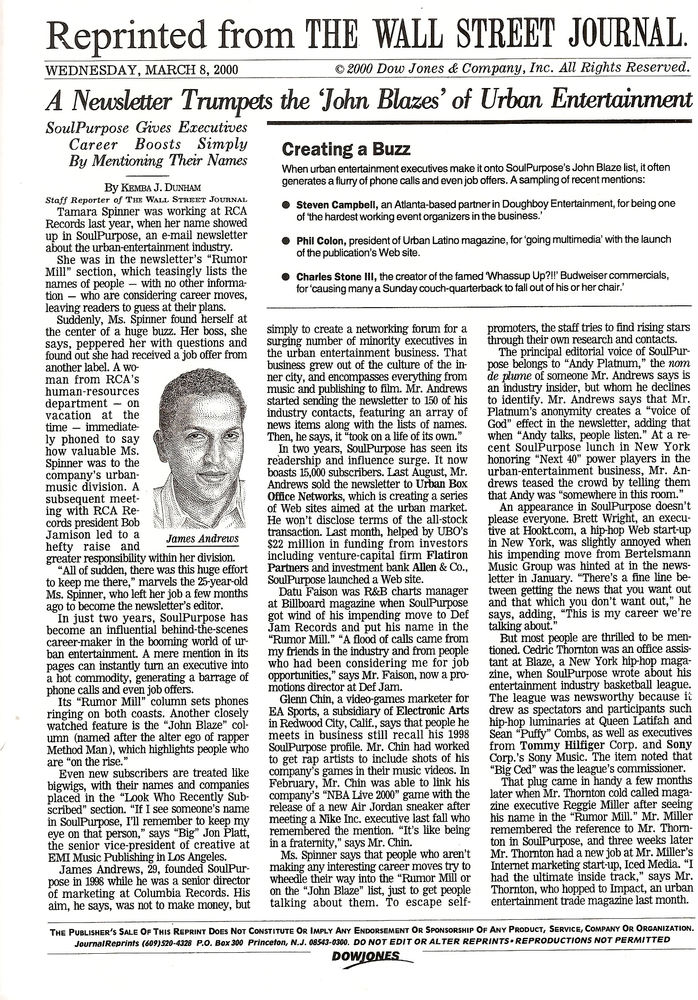 Reprinted from THE WALL STREET JOURNAL.
WEDNESDAY, MARCH 8, 2000
© 2000 Dow Jones & Company, Inc. All Rights Reserved.
A Newsletter Trumpets the ‘John Blazes’ of Urban Entertainment
SoulPurpose Gives Executives
Career Boosts Simply
By Mentioning Their Names
By KEMBA J. DUNHAM
Staff Reporter of THE WALL STREET JOURNAL
Tamara Spinner was working at RCA
Records last year, when her name showed
up in SoulPurpose, an e-mail newsletter
about the urban-entertainment industry.
She was in the newsletter's “Rumor
Mill” section, which teasingly lists the
names of people — with no other informa-
tion — who are considering career moves,
leaving readers to guess at their plans.
Suddenly, Ms. Spinner found herself at
the center of a huge buzz. Her boss, she
says, peppered her with questions and
found out she had received a job offer from
another label. A wo-
man from RCA's
human-resources
department — on
vacation at the
time — immediate-
ly phoned to say
how valuable Ms.
Spinner was to the
company's urban-
music division. A
subsequent meet-
ing with RCA Re-
cords president Bob
Jamison led to a
hefty raise and
greater responsibility within her division.
James Andrews
“All of sudden, there was this huge effort
to keep me there,” marvels the 25-year-old
Ms. Spinner, who left her job a few months
ago to become the newsletter's editor.
In just two years, SoulPurpose has
become an influential behind-the-scenes
career-maker in the booming world of ur-
ban entertainment. A mere mention in its
pages can instantly turn an executive into
a hot commodity, generating a barrage of
phone calls and even job offers.
Its “Rumor Mill” column sets phones
ringing on both coasts. Another closely
watched feature is the “John Blaze” col-
umn (named after the alter ego of rapper
Method Man), which highlights people who
are “on the rise.”
Even new subscribers are treated like
bigwigs, with their names and companies
placed in the “Look Who Recently Sub-
scribed” section. “If I see someone's name
in SoulPurpose, I'll remember to keep my
eye on that person,” says “Big” Jon Platt,
the senior vice-president of creative at
EMI Music Publishing in Los Angeles.
James Andrews, 29, founded SoulPur-
pose in 1998 while he was a senior director
of marketing at Columbia Records. His
aim, he says, was not to make money, but
Creating a Buzz
When urban entertainment executives make it onto SoulPurpose's John Blaze list, it often
generates a flurry of phone calls and even job offers. A sampling of recent mentions:
● Steven Campbell, an Atlanta-based partner in Doughboy Entertainment, for being one
of ‘the hardest working event organizers in the business.’
● Phil Colon, president of Urban Latino magazine, for ‘going multimedia’ with the launch
of the publication's Web site.
● Charles Stone III, the creator of the famed ‘Whassup Up?!!’ Budweiser commercials,
for ‘causing many a Sunday couch-quarterback to fall out of his or her chair.’
simply to create a networking forum for a
surging number of minority executives in
the urban entertainment business. That
business grew out of the culture of the in-
ner city, and encompasses everything from
music and publishing to film. Mr. Andrews
started sending the newsletter to 150 of his
industry contacts, featuring an array of
news items along with the lists of names.
Then, he says, it “took on a life of its own.”
In two years, SoulPurpose has seen its
readership and influence surge. It now
boasts 15,000 subscribers. Last August, Mr.
Andrews sold the newsletter to Urban Box
Office Networks, which is creating a series
of Web sites aimed at the urban market.
He won't disclose terms of the all-stock
transaction. Last month, helped by UBO's
$22 million in funding from investors
including venture-capital firm Flatiron
Partners and investment bank Allen & Co.,
SoulPurpose launched a Web site.
Datu Faison was R&B charts manager
at Billboard magazine when SoulPurpose
got wind of his impending move to Def
Jam Records and put his name in the
“Rumor Mill.” “A flood of calls came from
my friends in the industry and from people
who had been considering me for job
opportunities,” says Mr. Faison, now a pro-
motions director at Def Jam.
Glenn Chin, a video-games marketer for
EA Sports, a subsidiary of Electronic Arts
in Redwood City, Calif., says that people he
meets in business still recall his 1998
SoulPurpose profile. Mr. Chin had worked
to get rap artists to include shots of his
company's games in their music videos. In
February, Mr. Chin was able to link his
company's “NBA Live 2000” game with the
release of a new Air Jordan sneaker after
meeting a Nike Inc. executive last fall who
remembered the mention. “It's like being
in a fraternity,” says Mr. Chin.
Ms. Spinner says that people who aren't
making any interesting career moves try to
wheedle their way into the “Rumor Mill or
on the “John Blaze” list, just to get people
talking about them. To escape self-
promoters, the staff tries to find rising stars
through their own research and contacts.
The principal editorial voice of SoulPur-
pose belongs to “Andy Platnum,” the nom
de plume of someone Mr. Andrews says is
an industry insider, but whom he declines
to identify. Mr. Andrews says that Mr.
Platnum's anonymity creates a “voice of
God” effect in the newsletter, adding that
when “Andy talks, people listen.” At a re-
cent SoulPurpose lunch in New York
honoring “Next 40” power players in the
urban-entertainment business, Mr. An-
drews teased the crowd by telling them
that Andy was “somewhere in this room.”
An appearance in SoulPurpose doesn't
please everyone. Brett Wright, an execu-
tive at Hookt.com, a hip-hop Web start-up
in New York, was slightly annoyed when
his impending move from Bertelsmann
Music Group was hinted at in the news-
letter in January. “There's a fine line be-
tween getting the news that you want out
and that which you don't want out,” he
says, adding, “This is my career we're
talking about.”
But most people are thrilled to be men-
tioned. Cedric Thornton was an office assis-
tant at Blaze, a New York hip-hop maga-
zine, when SoulPurpose wrote about his
entertainment industry basketball league.
The league was newsworthy because it
drew as spectators and participants such
hip-hop luminaries at Queen Latifah and
Sean “Puffy” Combs, as well as executives
from Tommy Hilfiger Corp. and Sony
Corp.'s Sony Music. The item noted that
“Big Ced” was the league's commissioner.
That plug came in handy a few months
later when Mr. Thornton cold called maga-
zine executive Reggie Miller after seeing
his name in the “Rumor Mill.” Mr. Miller
remembered the reference to Mr. Thorn-
ton in SoulPurpose, and three weeks later
Mr. Thornton had a new job at Mr. Miller's
Internet marketing start-up, Iced Media. “I
had the ultimate inside track,” says Mr.
Thornton, who hopped to Impact, an urban
entertainment trade magazine last month.
THE PUBLISHER'S SALE OF THIS REPRINT DOES NOT CONSTITUTE OR IMPLY ANY ENDORSEMENT OR SPONSORSHIP OF ANY PRODUCT, SERVICE, COMPANY OR ORGANIZATION.
JournalReprints (609)520-4328 P.O. Box 300 Princeton, N.J. 08543-0300. DO NOT EDIT OR ALTER REPRINTS • REPRODUCTIONS NOT PERMITTED
DOWJONES